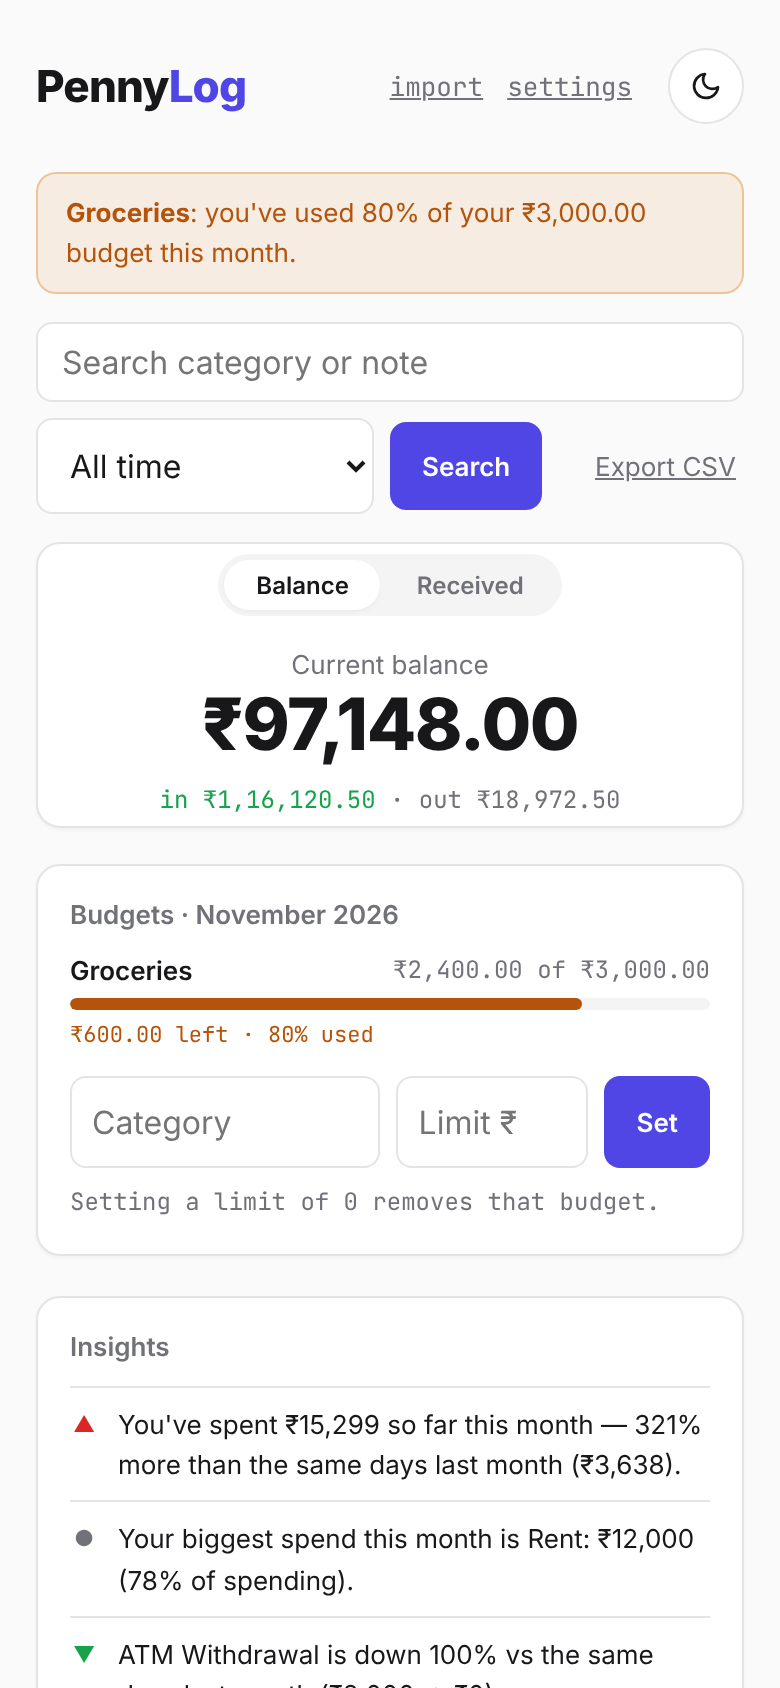 PennyLog
import settings
Groceries: you've used 80% of your ₹3,000.00
budget this month.
Search category or note
All time
Search
Export CSV
Balance
Received
Current balance
₹97,148.00
in ₹1,16,120.50 · out ₹18,972.50
Budgets · November 2026
Groceries
₹2,400.00 of ₹3,000.00
₹600.00 left · 80% used
Category
Limit ₹
Set
Setting a limit of 0 removes that budget.
Insights
You've spent ₹15,299 so far this month — 321%
more than the same days last month (₹3,638).
Your biggest spend this month is Rent: ₹12,000
(78% of spending).
ATM Withdrawal is down 100% vs the same